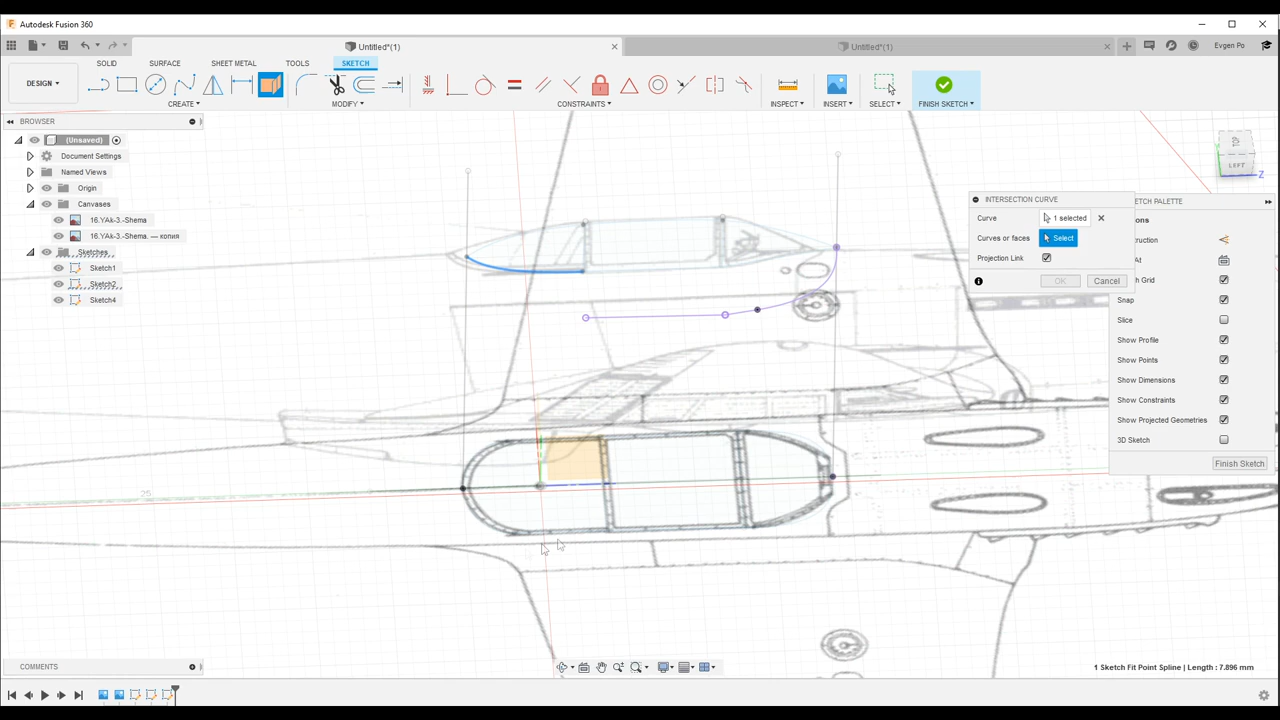 Autodesk Fusion 360
Untitled*(1)
Untitled*(1)
Evgen Po
DESIGN
SOLID SURFACE SHEET METAL TOOLS SKETCH
CREATE MODIFY CONSTRAINTS INSPECT INSERT SELECT FINISH SKETCH
BROWSER
(Unsaved)
Document Settings
Named Views
Origin
Canvases
16.YAk-3.-Shema
16.YAk-3.-Shema. — копия
Sketches
Sketch1
Sketch2
Sketch4
25
LEFT
Z
INTERSECTION CURVE
Curve 1 selected
Curves or faces Select
Projection Link
OK Cancel
TCH PALETTE
ons
ruction
At
h Grid
Snap
Slice
Show Profile
Show Points
Show Dimensions
Show Constraints
Show Projected Geometries
3D Sketch
Finish Sketch
COMMENTS
1 Sketch Fit Point Spline | Length : 7.896 mm